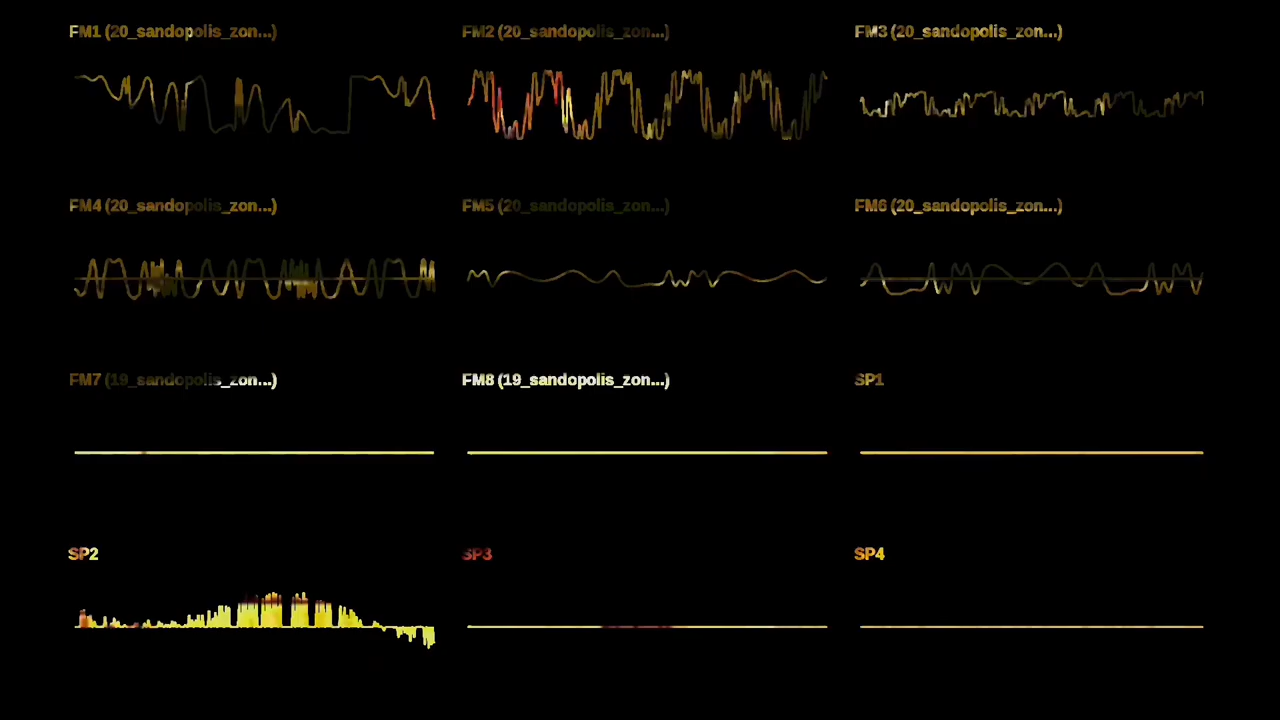 FM1 (20_sandopolis_zon...)
FM2 (20_sandopolis_zon...)
FM3 (20_sandopolis_zon...)
FM4 (20_sandopolis_zon...)
FM5 (20_sandopolis_zon...)
FM6 (20_sandopolis_zon...)
FM7 (19_sandopolis_zon...)
FM8 (19_sandopolis_zon...)
SP1
SP2
SP3
SP4